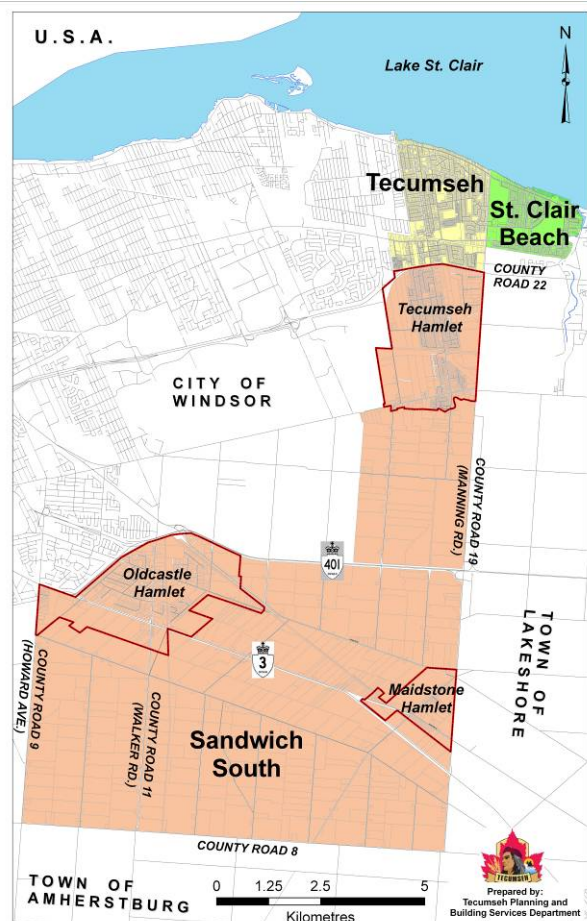 U.S.A.
N
Lake St. Clair
Tecumseh
St. Clair
Beach
COUNTY
ROAD 22
Tecumseh
Hamlet
CITY OF
WINDSOR
COUNTY ROAD 19
(MANNING RD.)
401
Oldcastle
Hamlet
3
TOWN OF
LAKESHORE
Maidstone
Hamlet
COUNTY ROAD 9
(HOWARD AVE.)
COUNTY ROAD 11
(WALKER RD.)
Sandwich
South
COUNTY ROAD 8
TOWN OF
AMHERSTBURG
0 1.25 2.5 5
Kilometres
TECUMSEH
Prepared by:
Tecumseh Planning and
Building Services Department